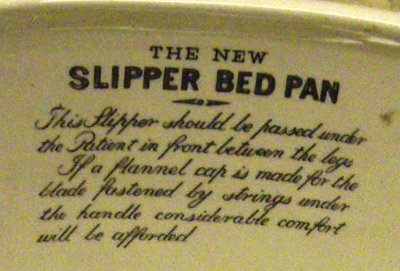 THE NEW
SLIPPER BED PAN
This Slipper should be passed under
the Patient in front between the legs
If a flannel cap is made for the
blade fastened by strings under
the handle considerable comfort
will be afforded